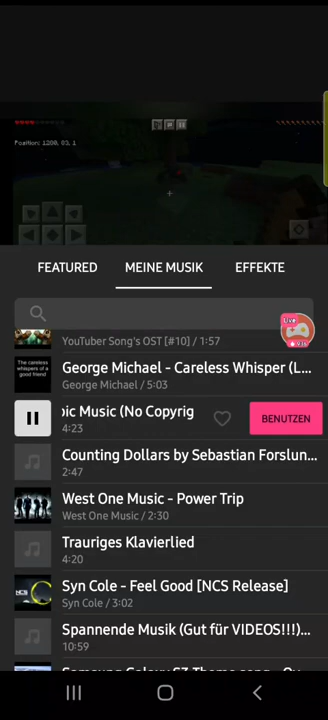 Position: 1200, 63, 1
FEATURED
MEINE MUSIK
EFFEKTE
Live
YouTuber Song's OST [#10] / 1:57
The careless whispers of a good friend
George Michael - Careless Whisper (L...
George Michael / 5:03
pic Music (No Copyrig
4:23
BENUTZEN
Counting Dollars by Sebastian Forslun...
2:47
West One Music - Power Trip
West One Music / 2:30
Trauriges Klavierlied
4:20
NCS
Syn Cole - Feel Good [NCS Release]
Syn Cole / 3:02
Spannende Musik (Gut für VIDEOS!!!)...
10:59